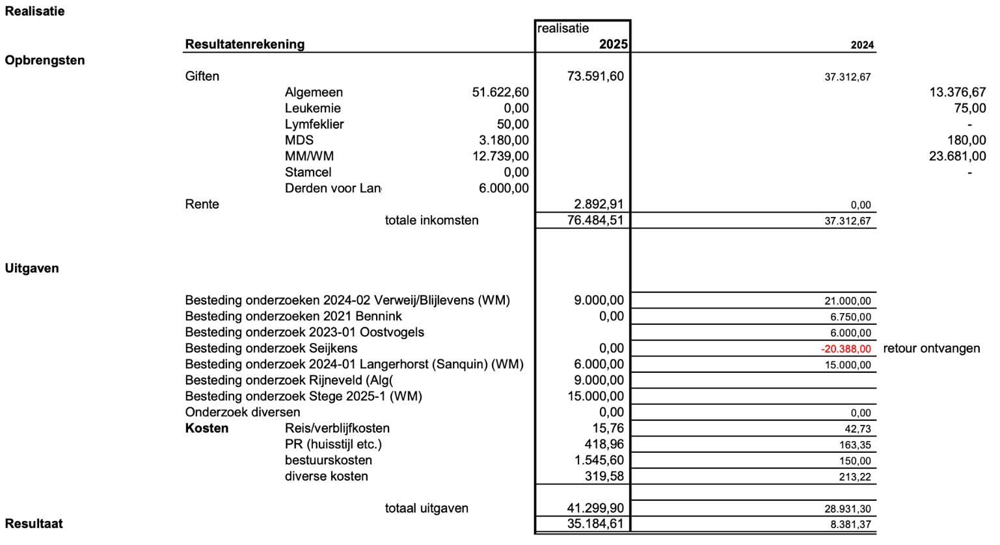 Realisatie
realisatie
Resultatenrekening 2025 2024
Opbrengsten
Giften 73.591,60 37.312,67
Algemeen 51.622,60 13.376,67
Leukemie 0,00 75,00
Lymfeklier 50,00 -
MDS 3.180,00 180,00
MM/WM 12.739,00 23.681,00
Stamcel 0,00 -
Derden voor Lan 6.000,00
Rente 2.892,91 0,00
totale inkomsten 76.484,51 37.312,67
Uitgaven
Besteding onderzoeken 2024-02 Verweij/Blijlevens (WM) 9.000,00 21.000,00
Besteding onderzoeken 2021 Bennink 0,00 6.750,00
Besteding onderzoek 2023-01 Oostvogels 6.000,00
Besteding onderzoek Seijkens 0,00 -20.388,00 retour ontvangen
Besteding onderzoek 2024-01 Langerhorst (Sanquin) (WM) 6.000,00 15.000,00
Besteding onderzoek Rijneveld (Alg( 9.000,00
Besteding onderzoek Stege 2025-1 (WM) 15.000,00
Onderzoek diversen 0,00 0,00
Kosten Reis/verblijfkosten 15,76 42,73
PR (huisstijl etc.) 418,96 163,35
bestuurskosten 1.545,60 150,00
diverse kosten 319,58 213,22
totaal uitgaven 41.299,90 28.931,30
Resultaat 35.184,61 8.381,37